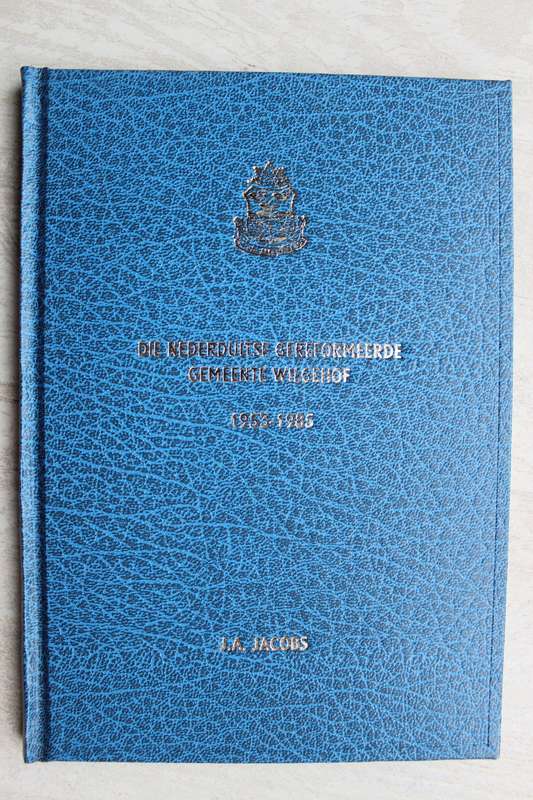 DIE NEDERDUITSE GEREFORMEERDE
GEMEENTE WILGEHOF
1953-1985
J.A. JACOBS